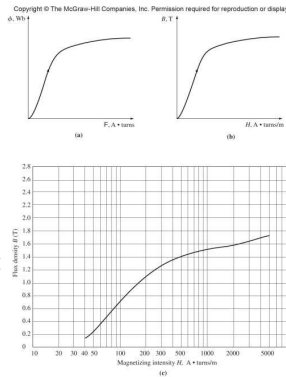 Copyright © The McGraw-Hill Companies, Inc. Permission required for reproduction or display
ϕ, Wb
B, T
F, A • turns
H, A • turns/m
(a)
(b)
2.8
2.6
2.4
2.2
2.0
1.8
1.6
1.4
1.2
1.0
0.8
0.6
0.4
0.2
0
Flux density B (T)
10 20 30 40 50 100 200 300 500 1000 2000 5000
Magnetizing intensity H, A • turns/m
(c)